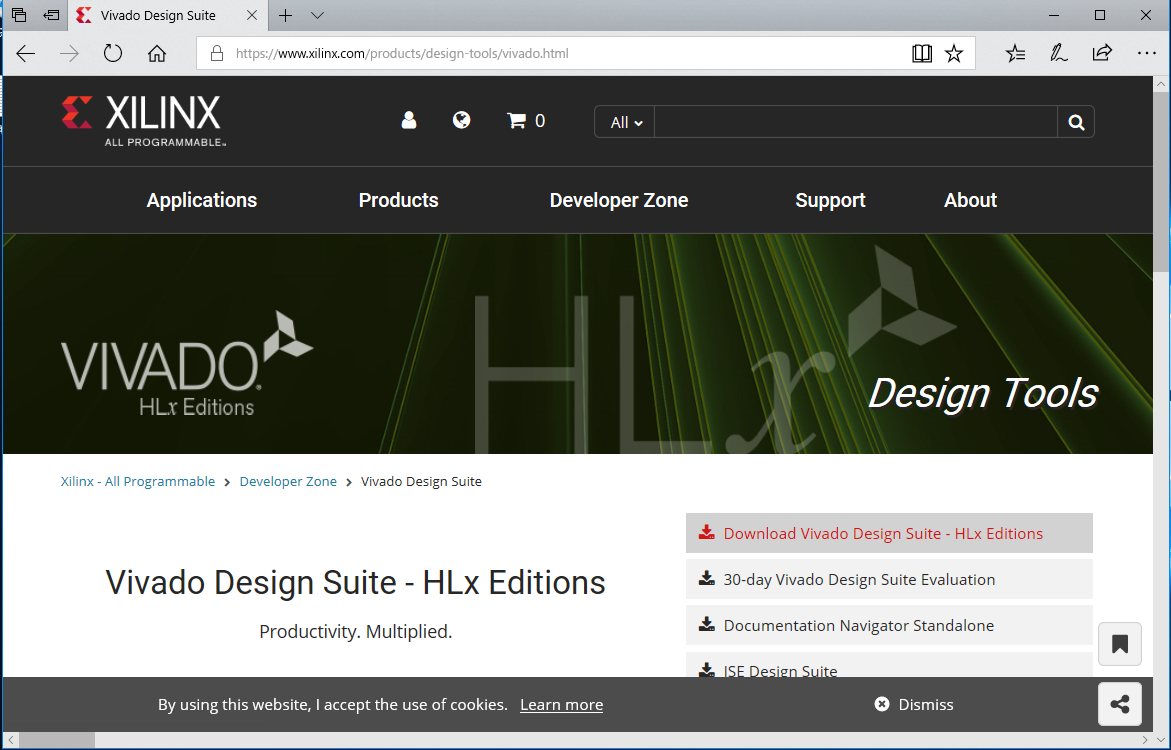 Vivado Design Suite
https://www.xilinx.com/products/design-tools/vivado.html
XILINX
ALL PROGRAMMABLE™
0
All
Applications
Products
Developer Zone
Support
About
VIVADO®
HLx Editions
HLx
Design Tools
Xilinx - All Programmable > Developer Zone > Vivado Design Suite
Vivado Design Suite - HLx Editions
Productivity. Multiplied.
Download Vivado Design Suite - HLx Editions
30-day Vivado Design Suite Evaluation
Documentation Navigator Standalone
ISE Design Suite
By using this website, I accept the use of cookies. Learn more
Dismiss